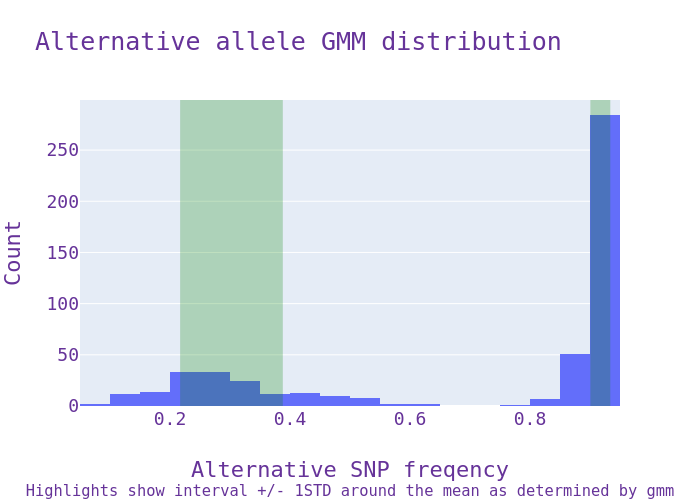 Alternative allele GMM distribution
250
200
150
100
50
0
Count
0.2 0.4 0.6 0.8
Alternative SNP freqency
Highlights show interval +/- 1STD around the mean as determined by gmm